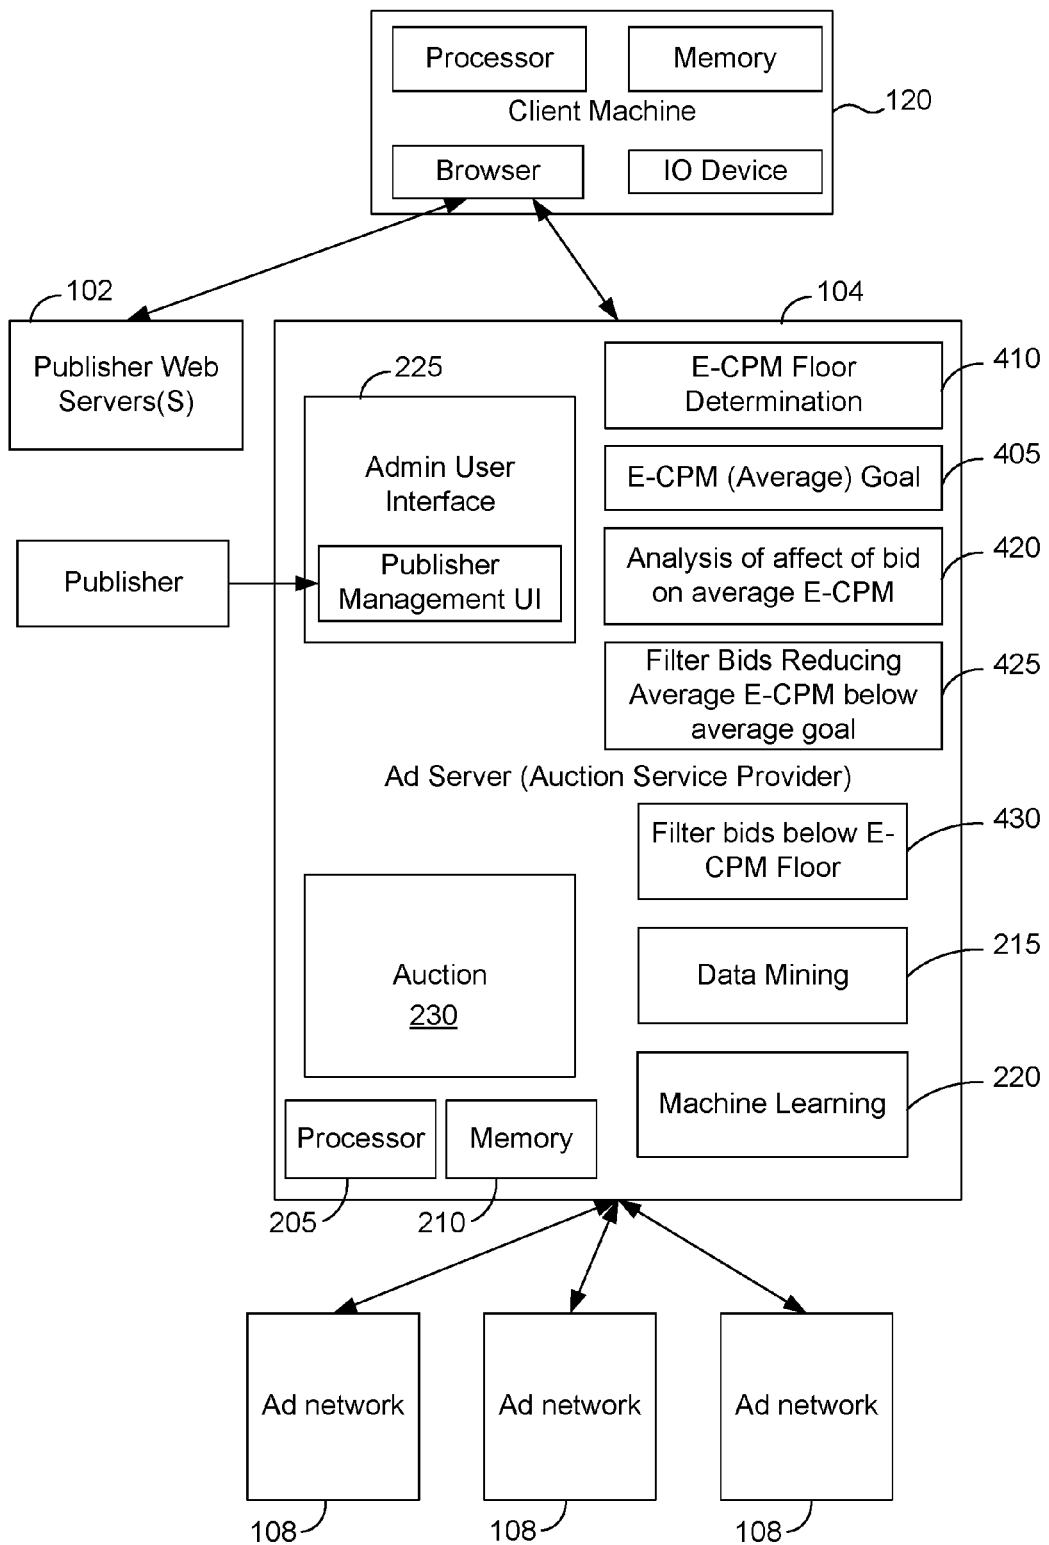 Processor
Memory
Client Machine
120
Browser
IO Device
102
104
Publisher Web
Servers(S)
225
E-CPM Floor
Determination
410
Admin User
Interface
E-CPM (Average) Goal
405
Publisher
Publisher
Management UI
Analysis of affect of bid
on average E-CPM
420
Filter Bids Reducing
Average E-CPM below
average goal
425
Ad Server (Auction Service Provider)
Filter bids below E-
CPM Floor
430
Auction
230
Data Mining
215
Machine Learning
220
Processor
Memory
205
210
Ad network
Ad network
Ad network
108
108
108